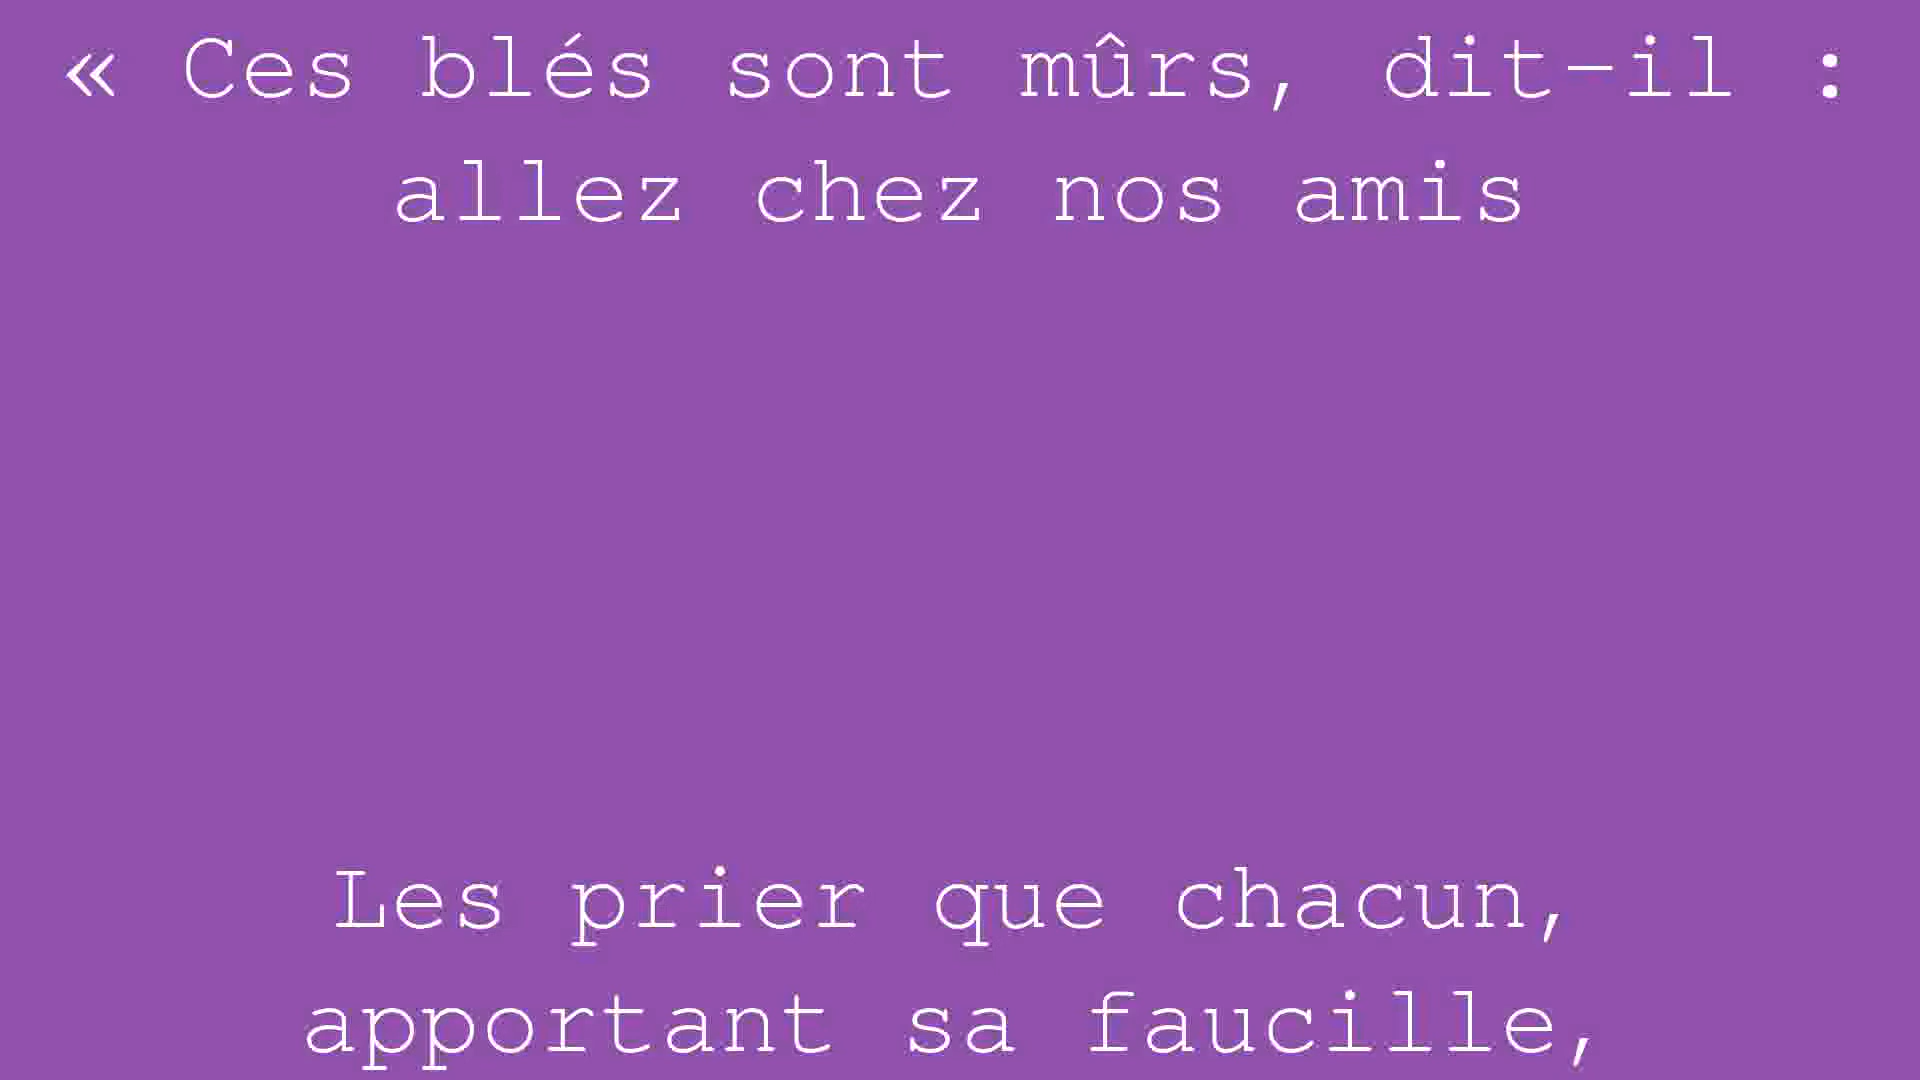 « Ces blés sont mûrs, dit-il :
allez chez nos amis
Les prier que chacun,
apportant sa faucille,